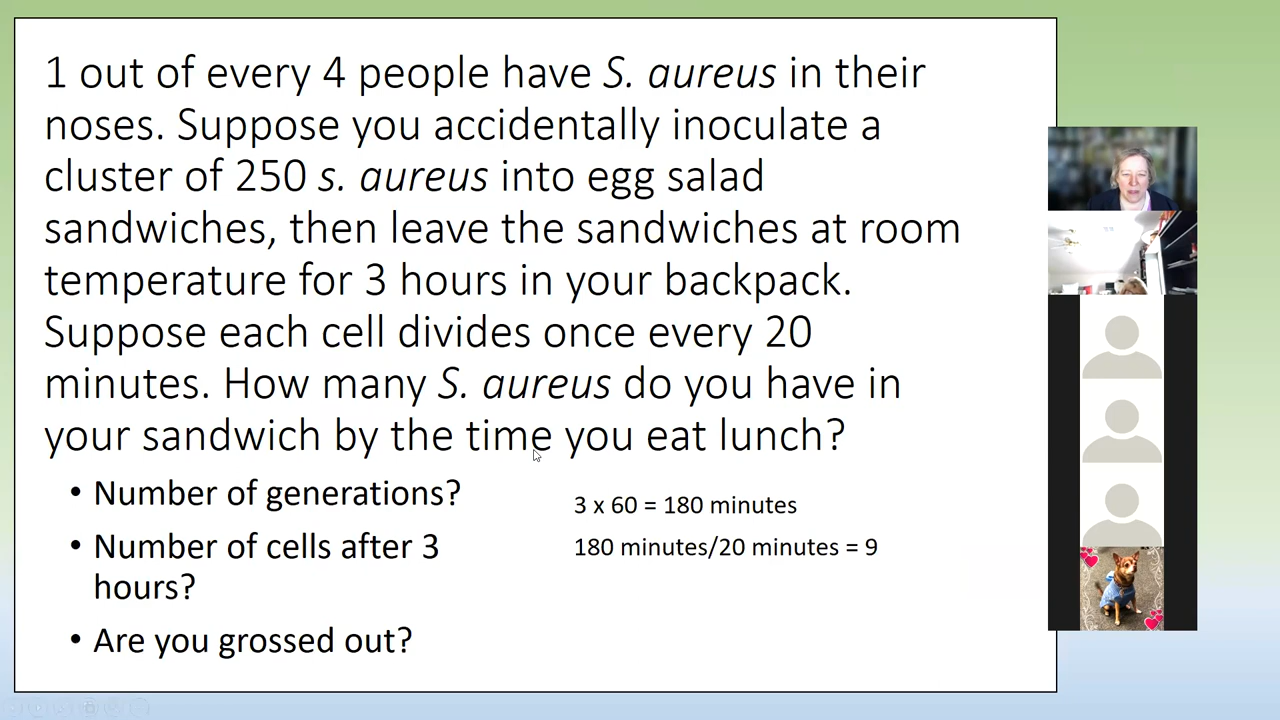 1 out of every 4 people have S. aureus in their
noses. Suppose you accidentally inoculate a
cluster of 250 s. aureus into egg salad
sandwiches, then leave the sandwiches at room
temperature for 3 hours in your backpack.
Suppose each cell divides once every 20
minutes. How many S. aureus do you have in
your sandwich by the time you eat lunch?
• Number of generations?
• Number of cells after 3
hours?
• Are you grossed out?
3 x 60 = 180 minutes
180 minutes/20 minutes = 9